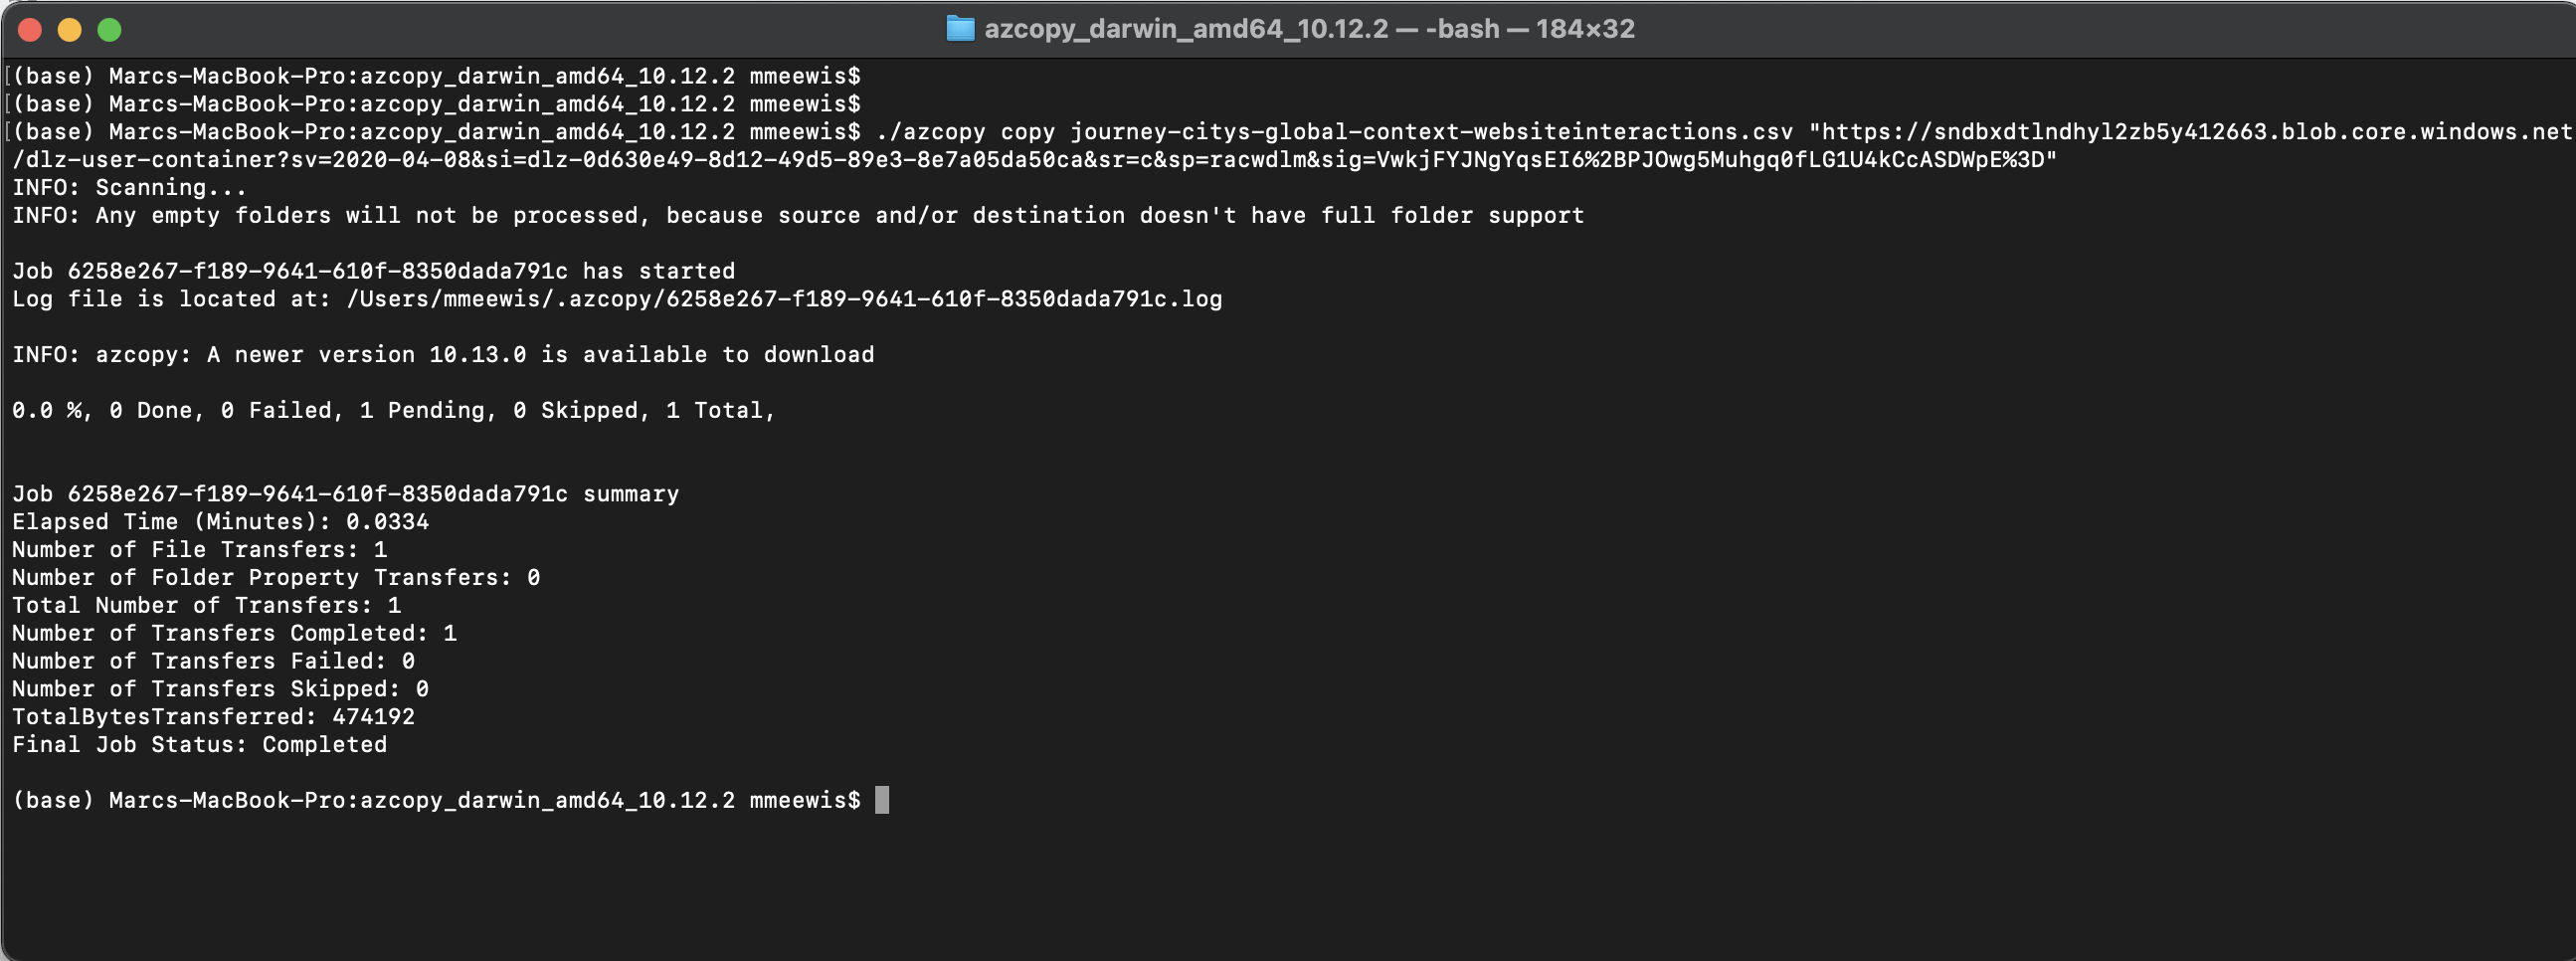 azcopy_darwin_amd64_10.12.2 — -bash — 184×32
[(base) Marcs-MacBook-Pro:azcopy_darwin_amd64_10.12.2 mmeewis$
[(base) Marcs-MacBook-Pro:azcopy_darwin_amd64_10.12.2 mmeewis$
[(base) Marcs-MacBook-Pro:azcopy_darwin_amd64_10.12.2 mmeewis$ ./azcopy copy journey-citys-global-context-websiteinteractions.csv "https://sndbxdtlndhyl2zb5y412663.blob.core.windows.net
/dlz-user-container?sv=2020-04-08&si=dlz-0d630e49-8d12-49d5-89e3-8e7a05da50ca&sr=c&sp=racwdlm&sig=VwkjFYJNgYqsEI6%2BPJOwg5Muhgq0fLG1U4kCcASDWpE%3D"
INFO: Scanning...
INFO: Any empty folders will not be processed, because source and/or destination doesn't have full folder support
Job 6258e267-f189-9641-610f-8350dada791c has started
Log file is located at: /Users/mmeewis/.azcopy/6258e267-f189-9641-610f-8350dada791c.log
INFO: azcopy: A newer version 10.13.0 is available to download
0.0 %, 0 Done, 0 Failed, 1 Pending, 0 Skipped, 1 Total,
Job 6258e267-f189-9641-610f-8350dada791c summary
Elapsed Time (Minutes): 0.0334
Number of File Transfers: 1
Number of Folder Property Transfers: 0
Total Number of Transfers: 1
Number of Transfers Completed: 1
Number of Transfers Failed: 0
Number of Transfers Skipped: 0
TotalBytesTransferred: 474192
Final Job Status: Completed
(base) Marcs-MacBook-Pro:azcopy_darwin_amd64_10.12.2 mmeewis$